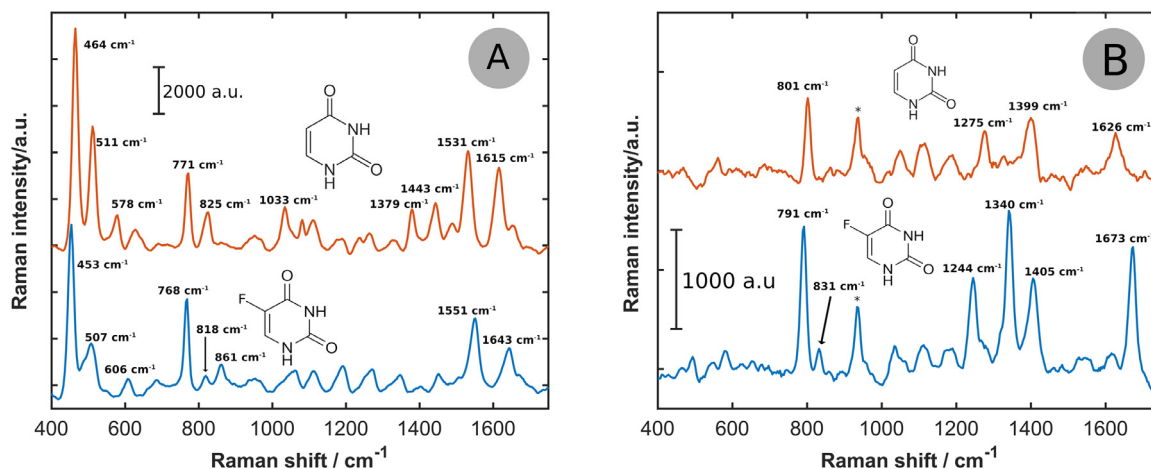 A
464 cm⁻¹
2000 a.u.
511 cm⁻¹
578 cm⁻¹
771 cm⁻¹
825 cm⁻¹
1033 cm⁻¹
1379 cm⁻¹
1443 cm⁻¹
1531 cm⁻¹
1615 cm⁻¹
O
NH
N
H
O
453 cm⁻¹
507 cm⁻¹
606 cm⁻¹
768 cm⁻¹
818 cm⁻¹
861 cm⁻¹
1551 cm⁻¹
1643 cm⁻¹
O
F
NH
N
H
O
Raman intensity/a.u.
400 600 800 1000 1200 1400 1600
Raman shift / cm⁻¹
B
801 cm⁻¹
*
1275 cm⁻¹
1399 cm⁻¹
1626 cm⁻¹
O
NH
N
H
O
791 cm⁻¹
831 cm⁻¹
*
1244 cm⁻¹
1340 cm⁻¹
1405 cm⁻¹
1673 cm⁻¹
1000 a.u
O
F
NH
N
H
O
Raman intensity/a.u.
400 600 800 1000 1200 1400 1600
Raman shift / cm⁻¹